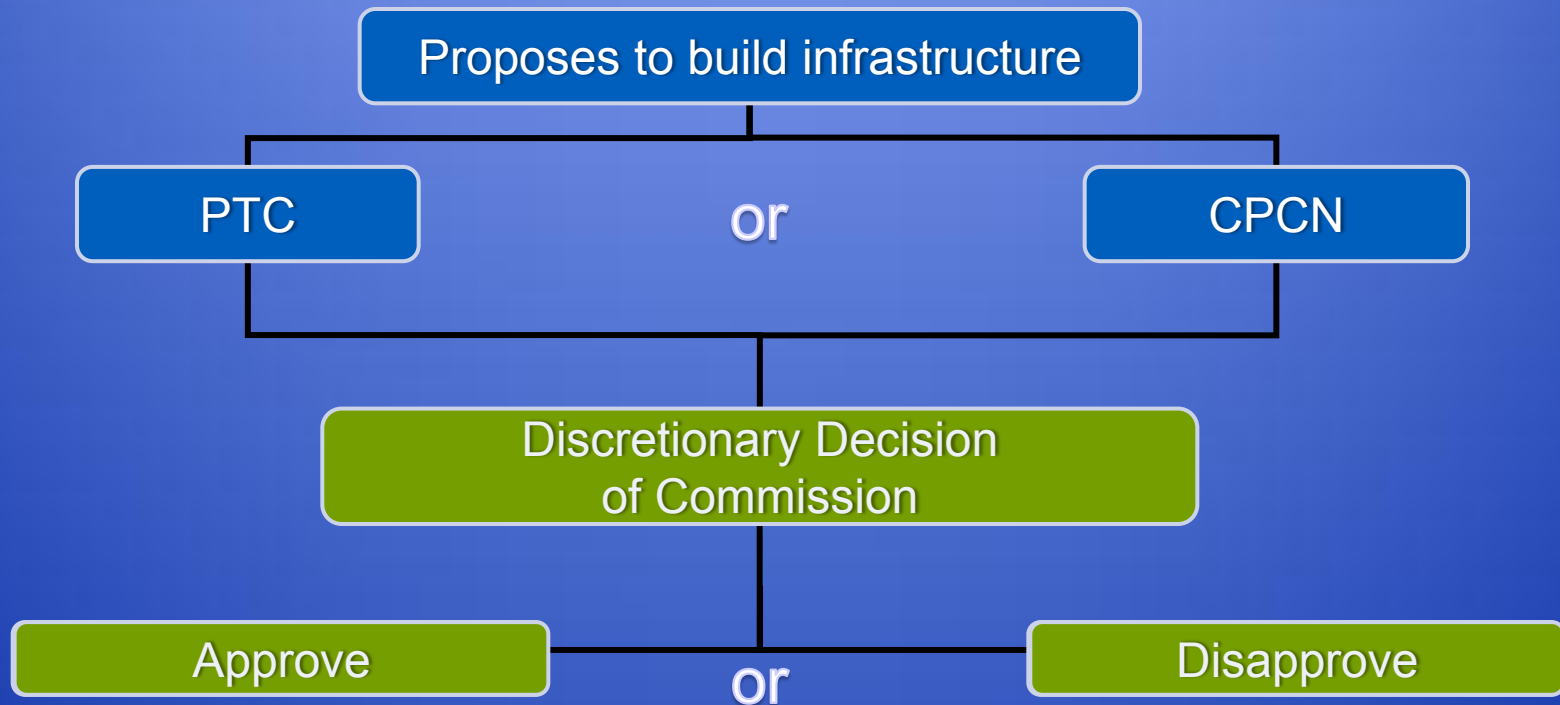 Proposes to build infrastructure
PTC
or
CPCN
Discretionary Decision
of Commission
Approve
or
Disapprove